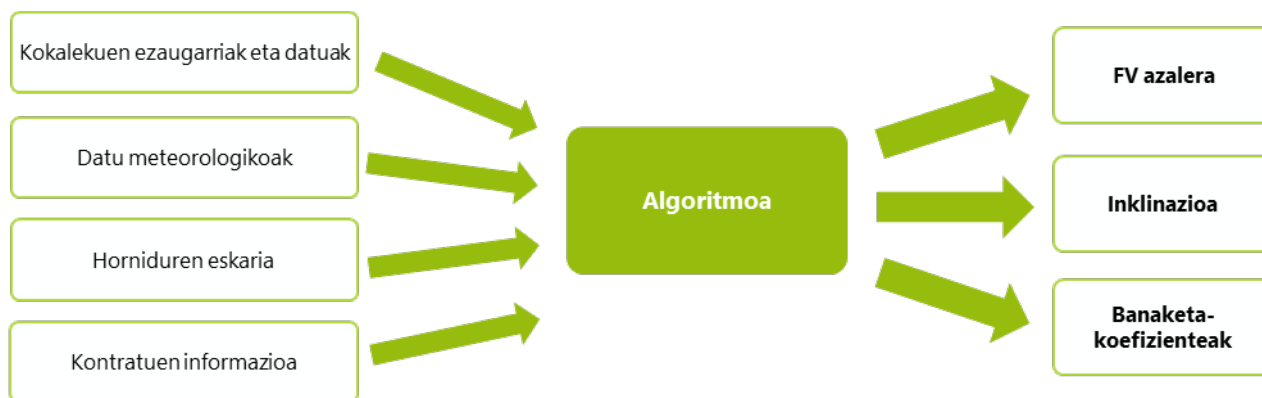 Kokalekuen ezaugarriak eta datuak
Datu meteorologikoak
Horniduren eskaria
Kontratuen informazioa
Algoritmoa
FV azalera
Inklinazioa
Banaketa-
koefizienteak